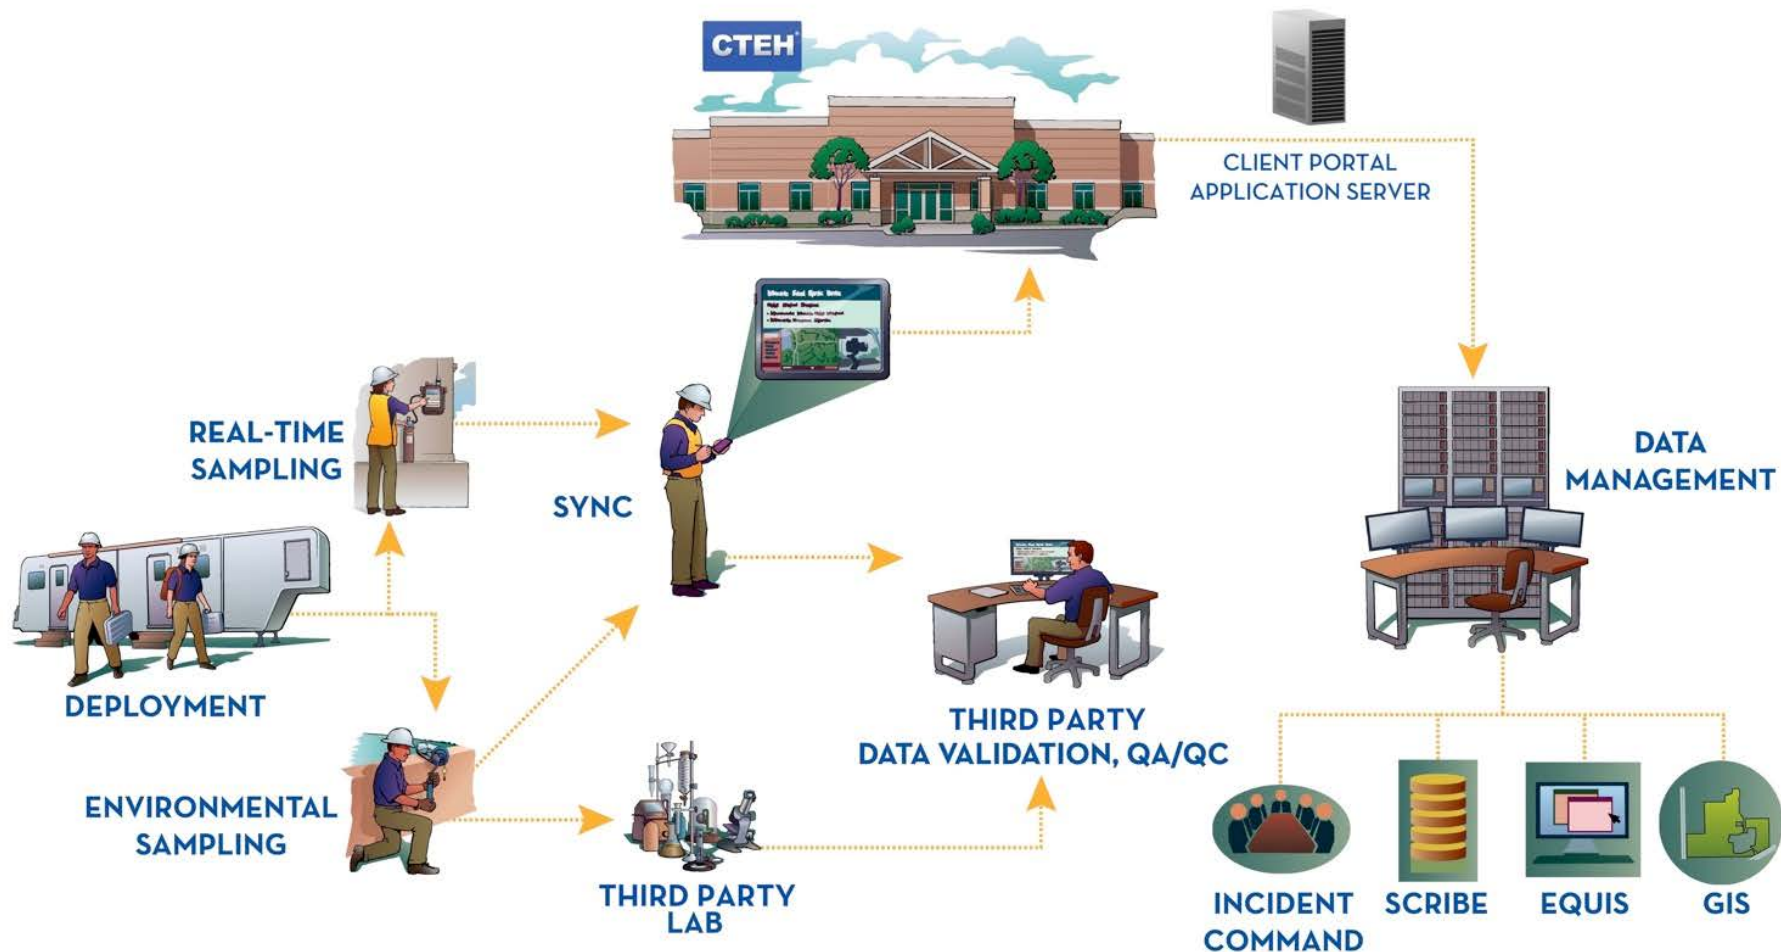 CTEH®
CLIENT PORTAL
APPLICATION SERVER
REAL-TIME
SAMPLING
SYNC
DATA
MANAGEMENT
DEPLOYMENT
THIRD PARTY
DATA VALIDATION, QA/QC
ENVIRONMENTAL
SAMPLING
THIRD PARTY
LAB
INCIDENT
COMMAND
SCRIBE
EQUIS
GIS